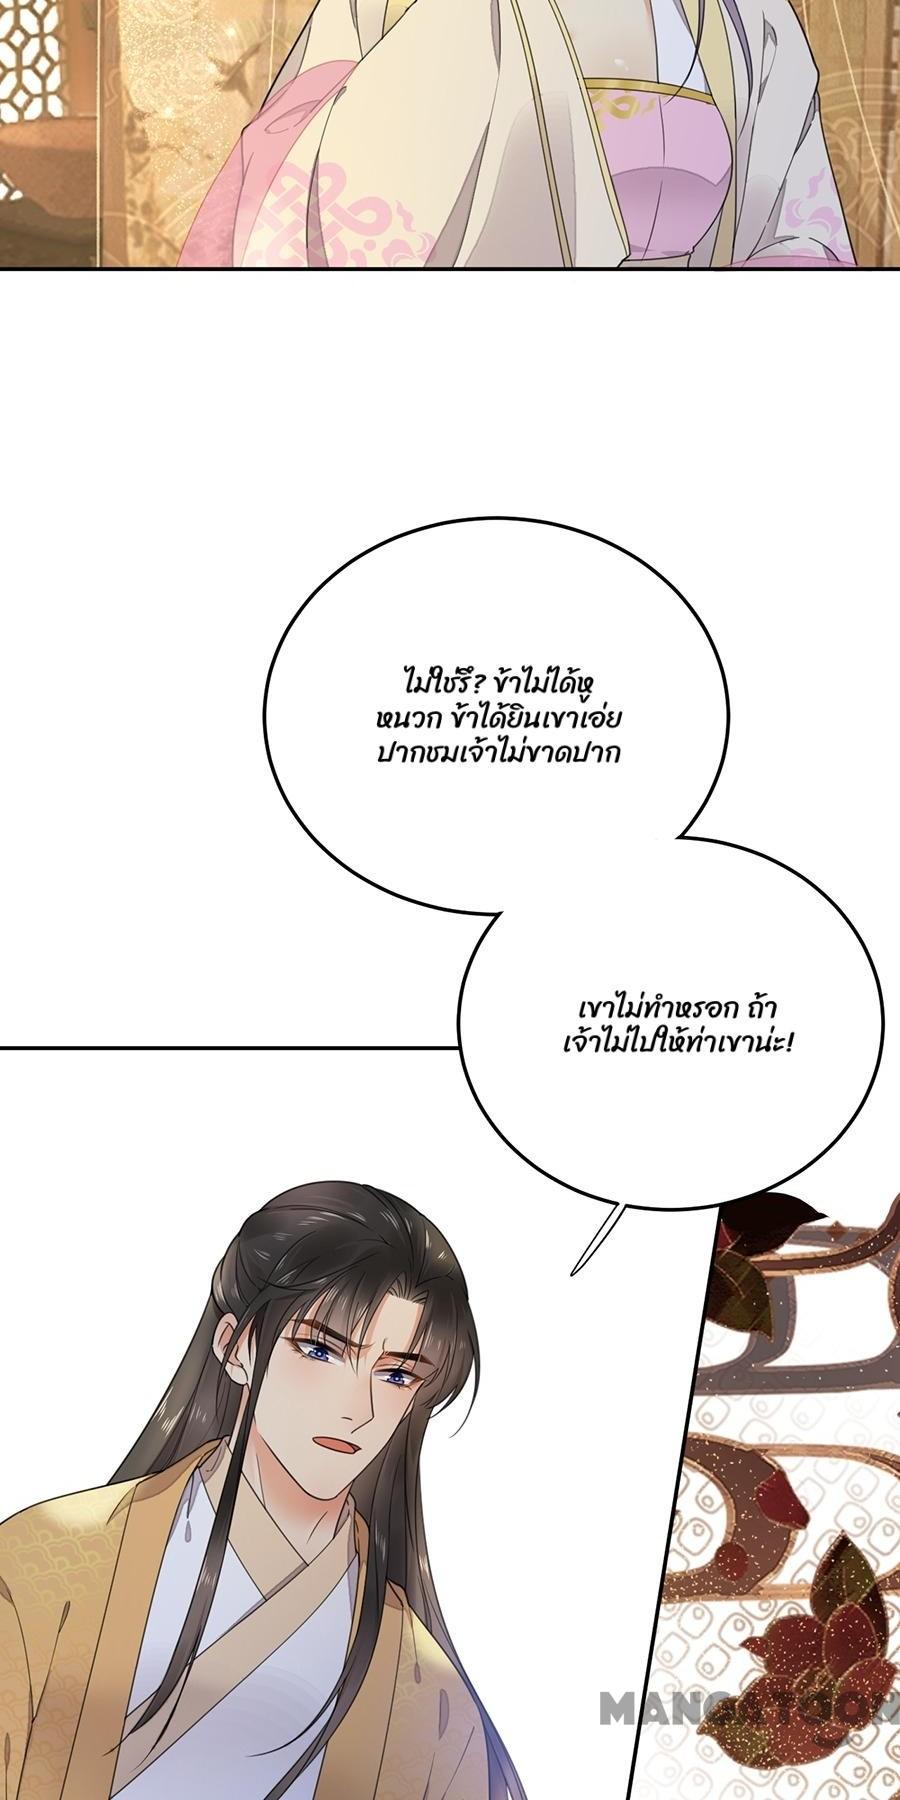 ไม่ใช่รึ? ข้าไม่ได้หู
หนวก ข้าได้ยินเขาเอ่ย
ปากชมเจ้าไม่ขาดปาก
เขาไม่ทำหรอก ถ้า
เจ้าไม่ไปให้ท่าเขาน่ะ!
MANGATOON